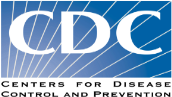 CDC
CENTERS FOR DISEASE
CONTROL AND PREVENTION